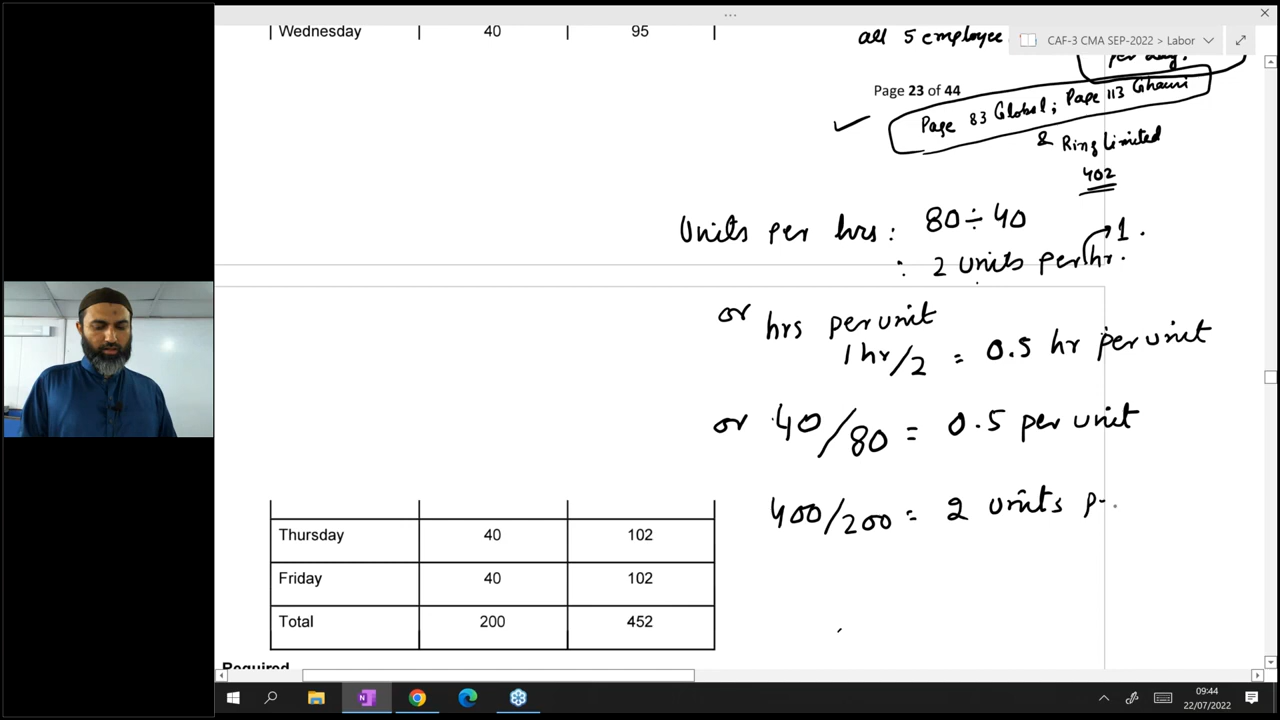 CAF-3 CMA SEP-2022 > Labor
Wednesday 40 95
all 5 employee
per day.
Page 23 of 44
Page 83 Global; Page 113 Ghauri
& Ring Limited
402
Units per hrs : 80 ÷ 40
: 2 units per hr. 1.
or hrs per unit
1 hr/2 = 0.5 hr per unit
or 40/80 = 0.5 per unit
400/200 = 2 units p
Thursday 40 102
Friday 40 102
Total 200 452
Required
09:44
22/07/2022